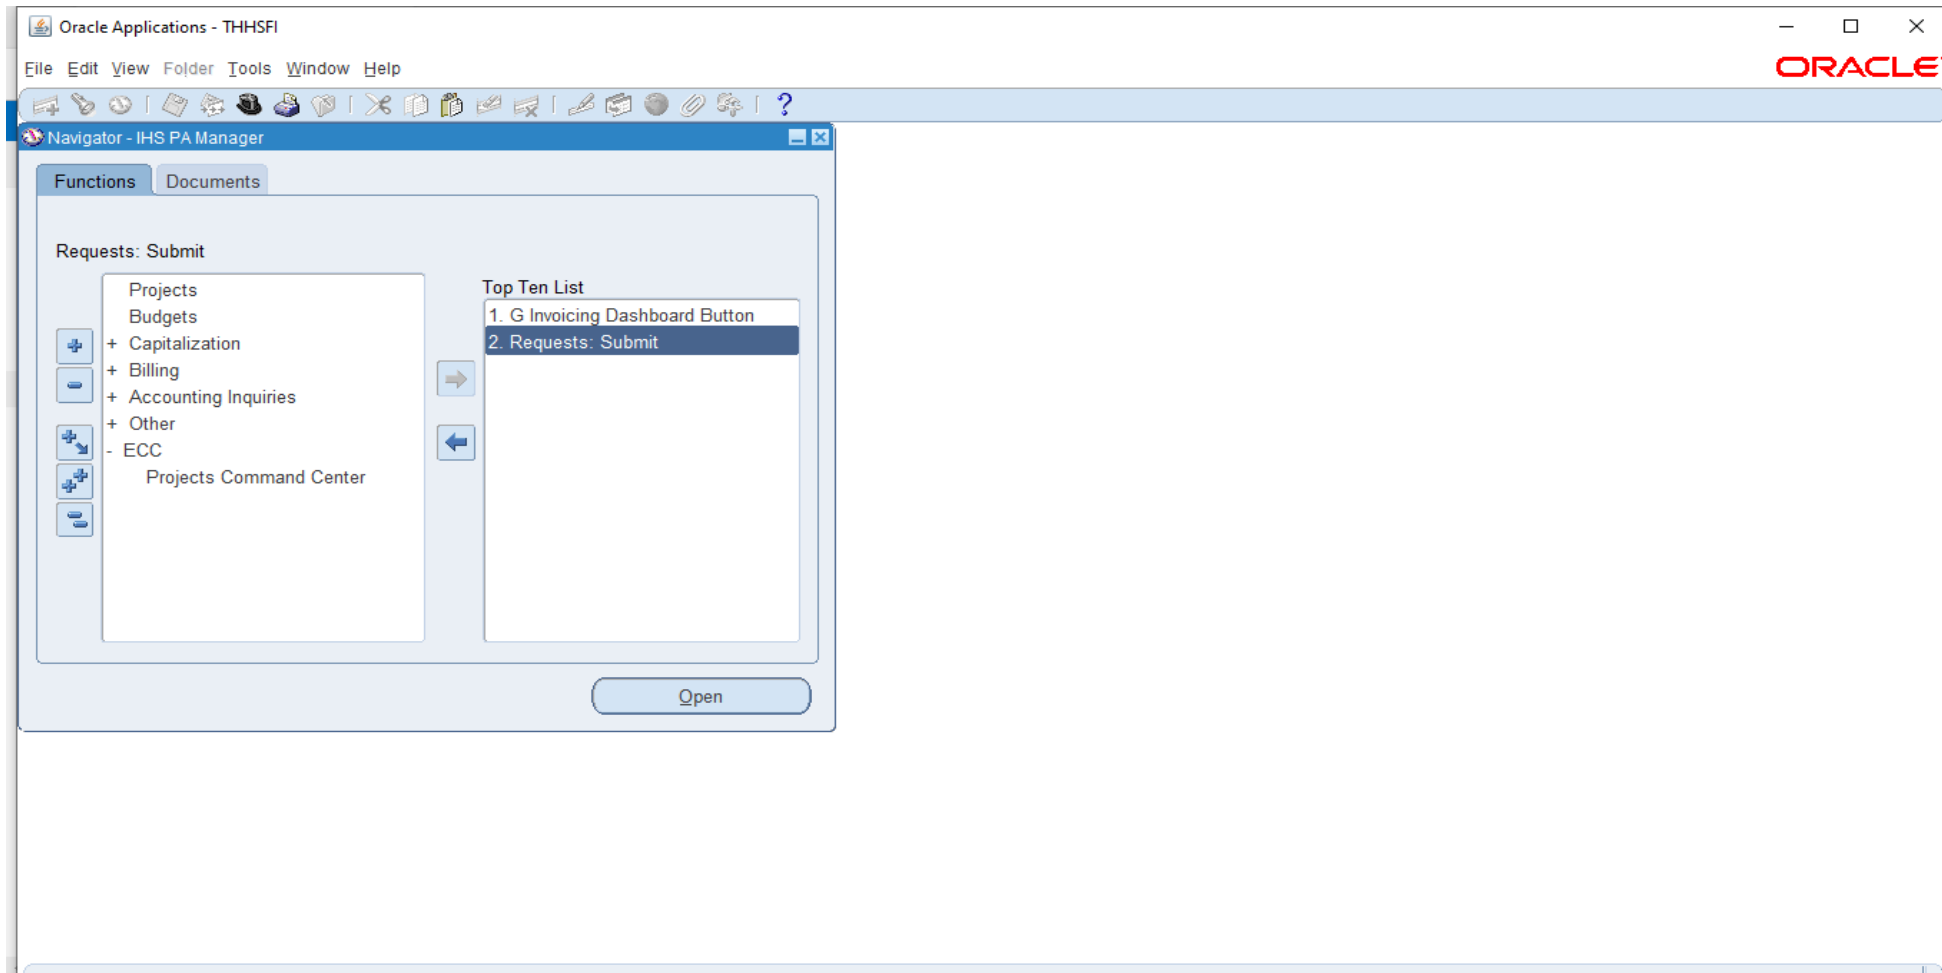 Oracle Applications - THHSFI
File Edit View Folder Tools Window Help
ORACLE
Navigator - IHS PA Manager
Functions Documents
Requests: Submit
Projects
Budgets
+ Capitalization
+ Billing
+ Accounting Inquiries
+ Other
- ECC
Projects Command Center
Top Ten List
1. G Invoicing Dashboard Button
2. Requests: Submit
Open